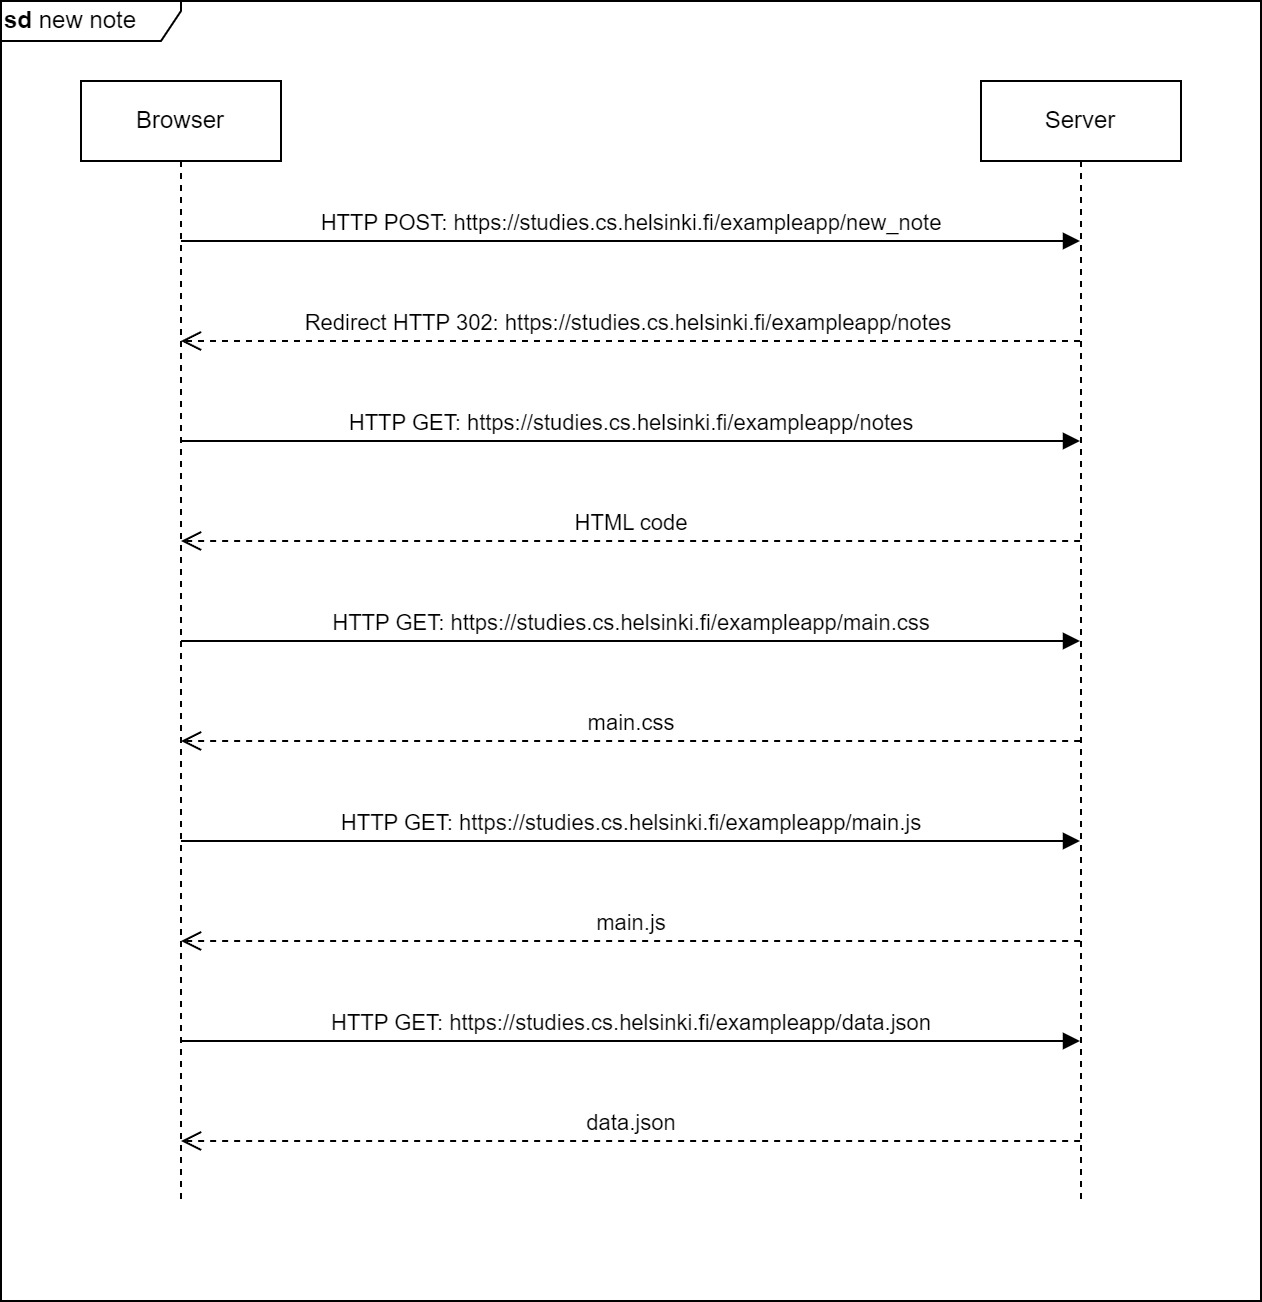 sd new note
Browser
Server
HTTP POST: https://studies.cs.helsinki.fi/exampleapp/new_note
Redirect HTTP 302: https://studies.cs.helsinki.fi/exampleapp/notes
HTTP GET: https://studies.cs.helsinki.fi/exampleapp/notes
HTML code
HTTP GET: https://studies.cs.helsinki.fi/exampleapp/main.css
main.css
HTTP GET: https://studies.cs.helsinki.fi/exampleapp/main.js
main.js
HTTP GET: https://studies.cs.helsinki.fi/exampleapp/data.json
data.json